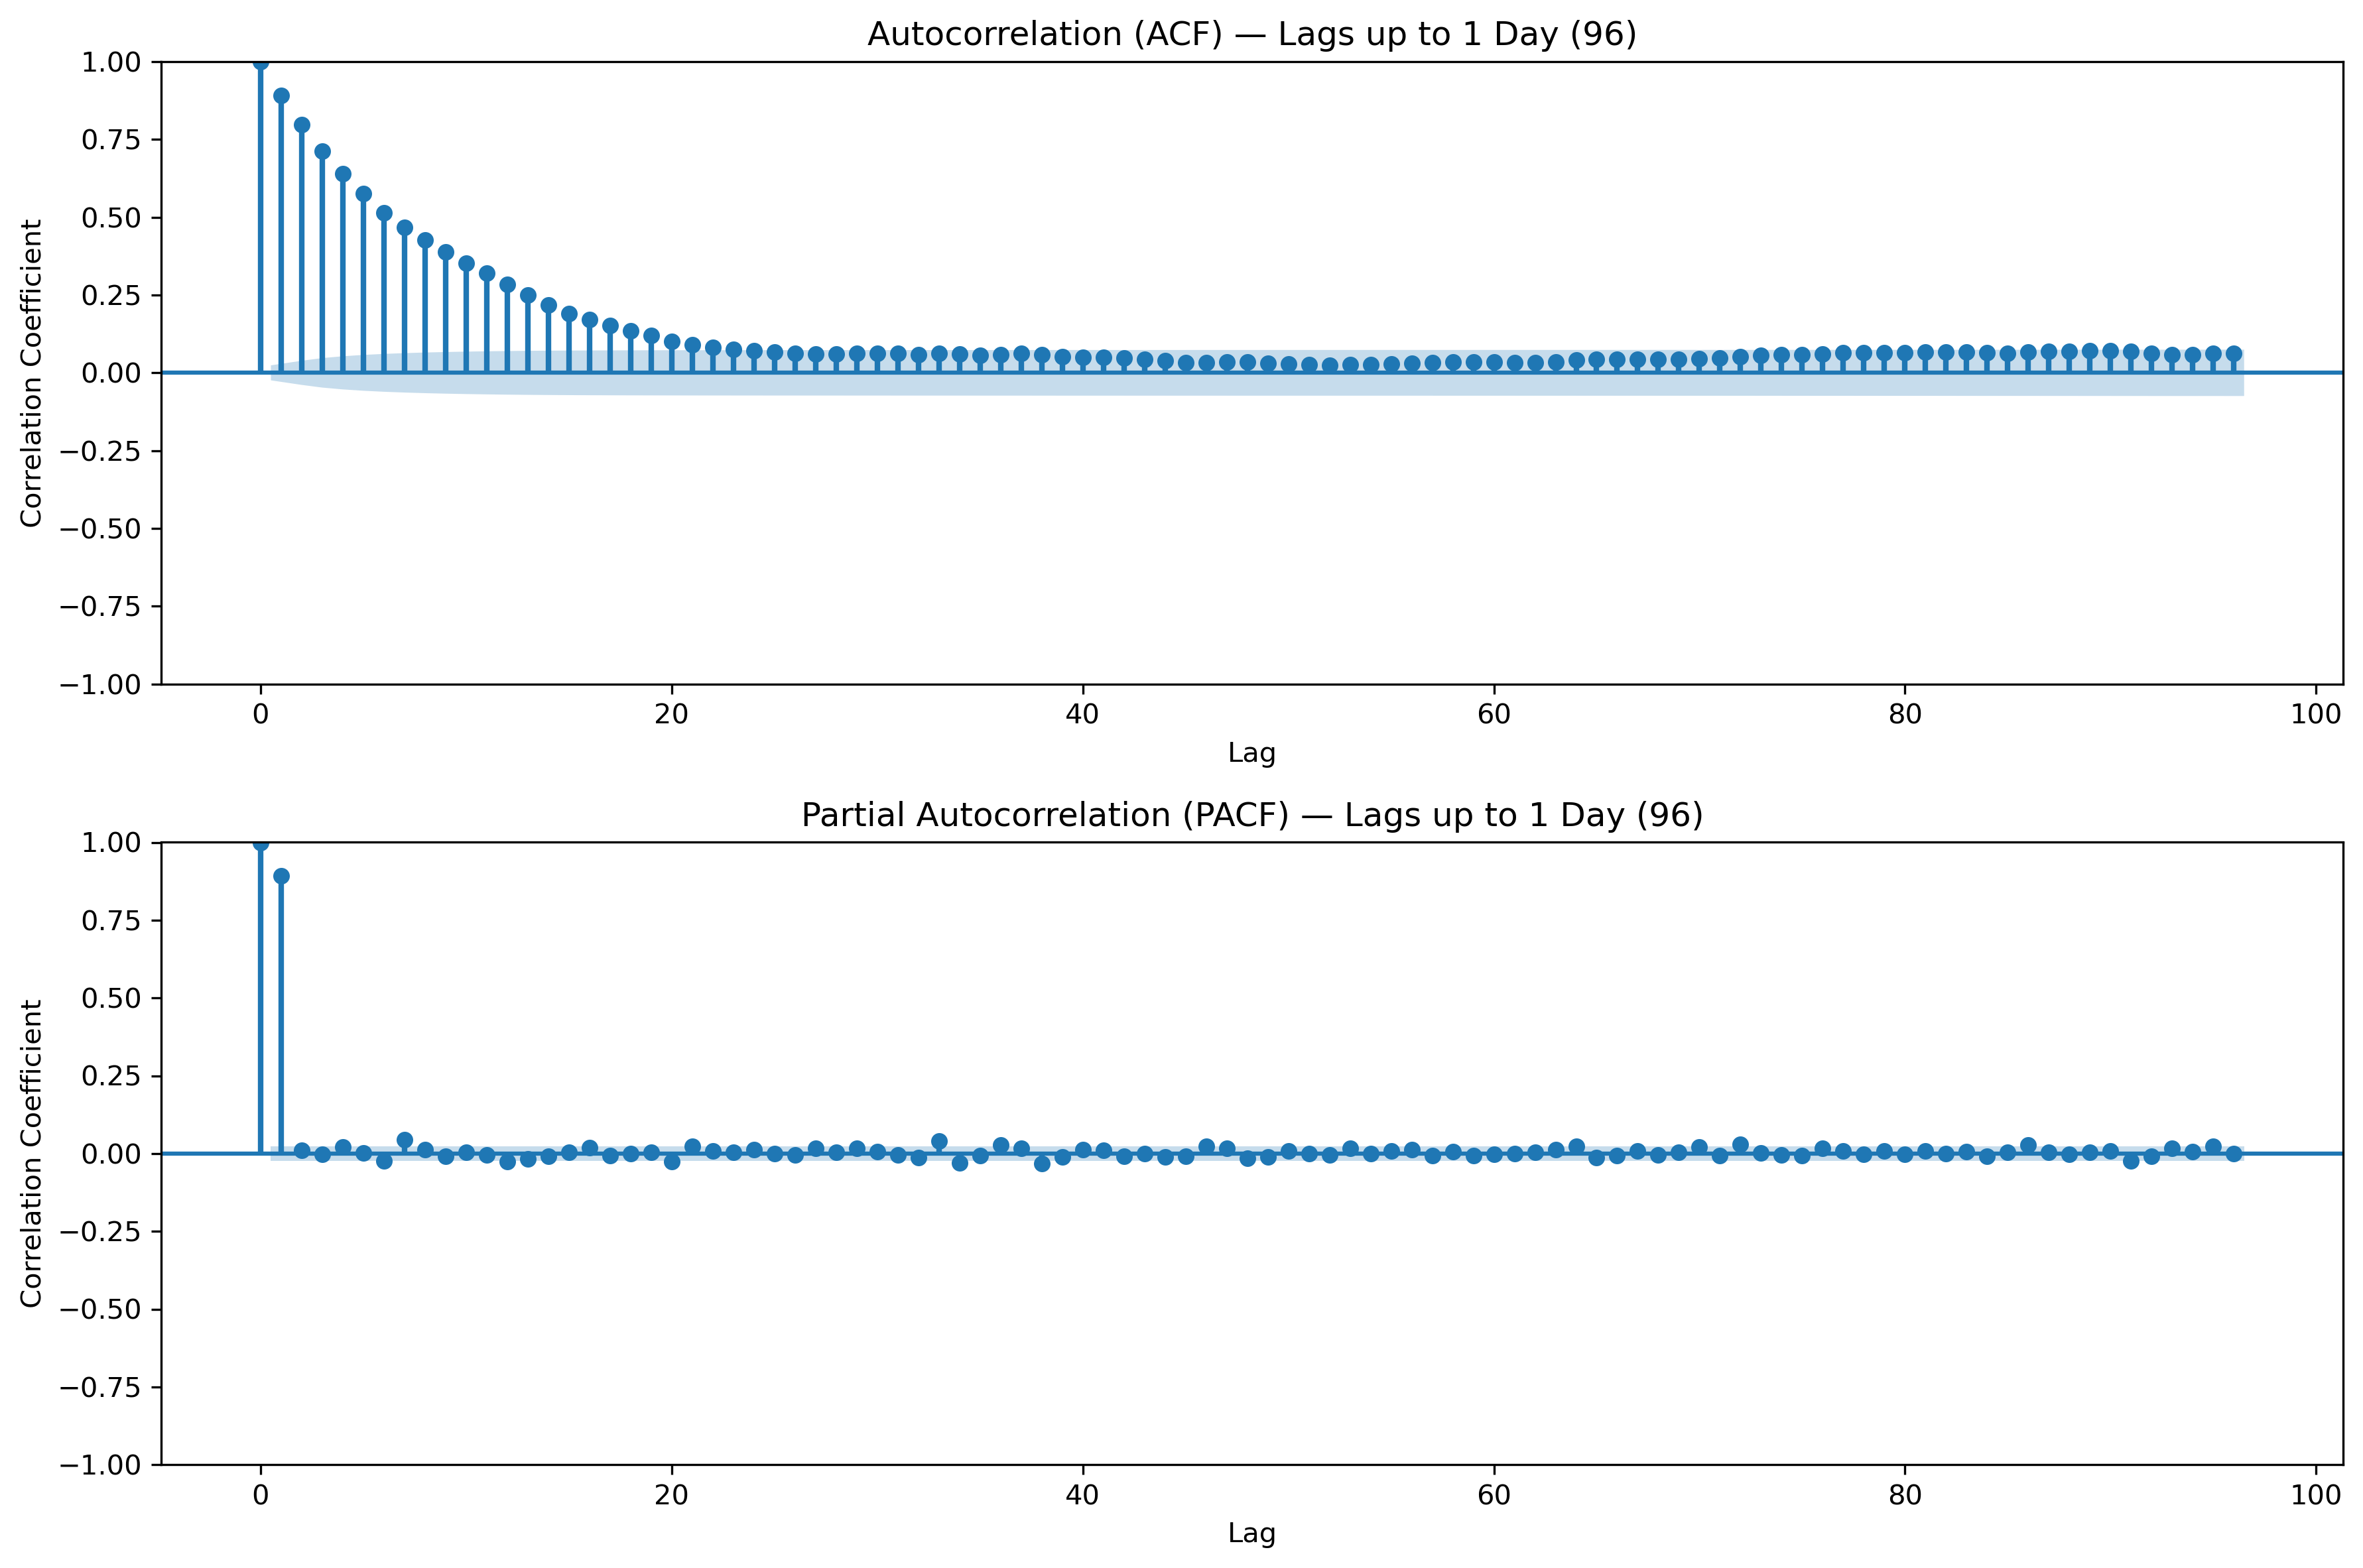 Autocorrelation (ACF) — Lags up to 1 Day (96)
1.00
0.75
0.50
0.25
0.00
−0.25
−0.50
−0.75
−1.00
Correlation Coefficient
0 20 40 60 80 100
Lag
Partial Autocorrelation (PACF) — Lags up to 1 Day (96)
1.00
0.75
0.50
0.25
0.00
−0.25
−0.50
−0.75
−1.00
Correlation Coefficient
0 20 40 60 80 100
Lag